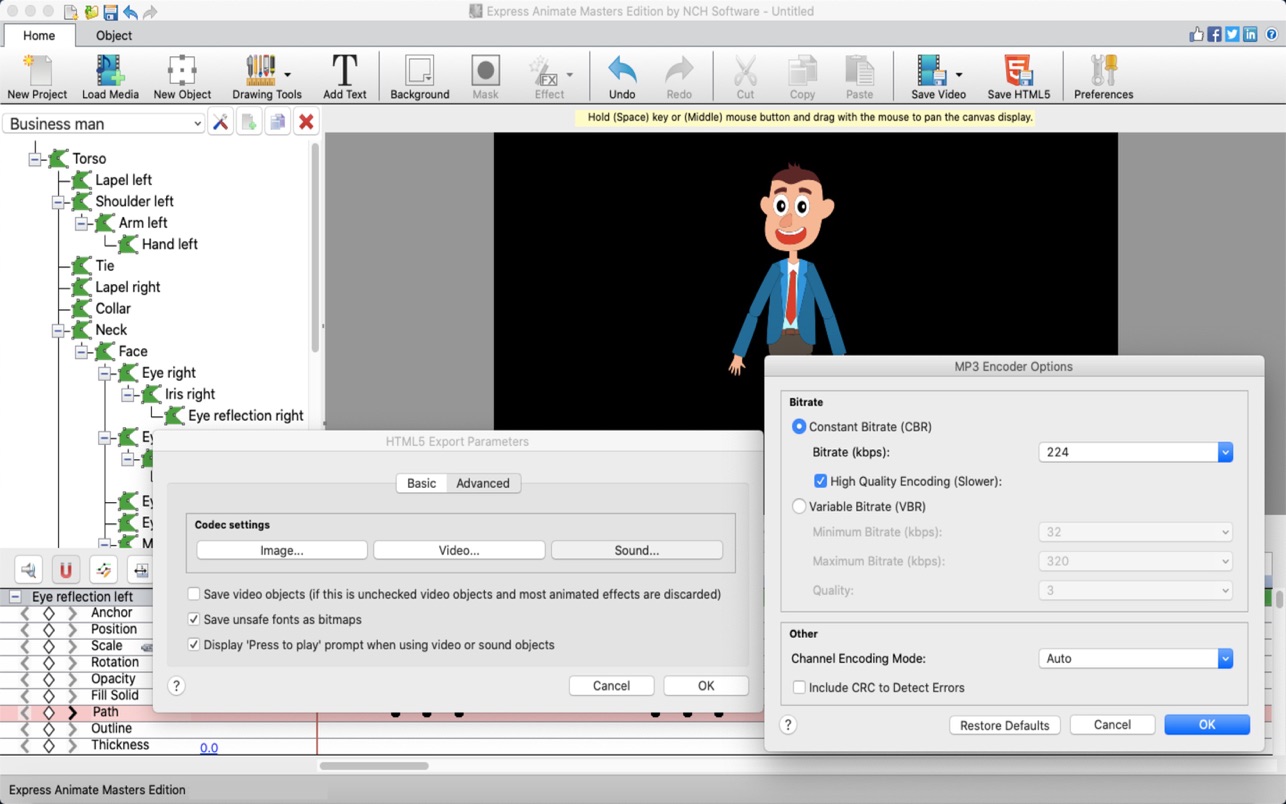 Express Animate Masters Edition by NCH Software - Untitled
Home Object
New Project Load Media New Object Drawing Tools Add Text Background Mask Effect Undo Redo Cut Copy Paste Save Video Save HTML5 Preferences
Business man
Hold (Space) key or (Middle) mouse button and drag with the mouse to pan the canvas display.
Torso
Lapel left
Shoulder left
Arm left
Hand left
Tie
Lapel right
Collar
Neck
Face
Eye right
Iris right
Eye reflection right
HTML5 Export Parameters
Basic Advanced
Codec settings
Image... Video... Sound...
Save video objects (if this is unchecked video objects and most animated effects are discarded)
Save unsafe fonts as bitmaps
Display 'Press to play' prompt when using video or sound objects
? Cancel OK
MP3 Encoder Options
Bitrate
Constant Bitrate (CBR)
Bitrate (kbps): 224
High Quality Encoding (Slower):
Variable Bitrate (VBR)
Minimum Bitrate (kbps): 32
Maximum Bitrate (kbps): 320
Quality: 3
Other
Channel Encoding Mode: Auto
Include CRC to Detect Errors
? Restore Defaults Cancel OK
Eye reflection left
Anchor
Position
Scale
Rotation
Opacity
Fill Solid
Path
Outline
Thickness 0.0
Express Animate Masters Edition